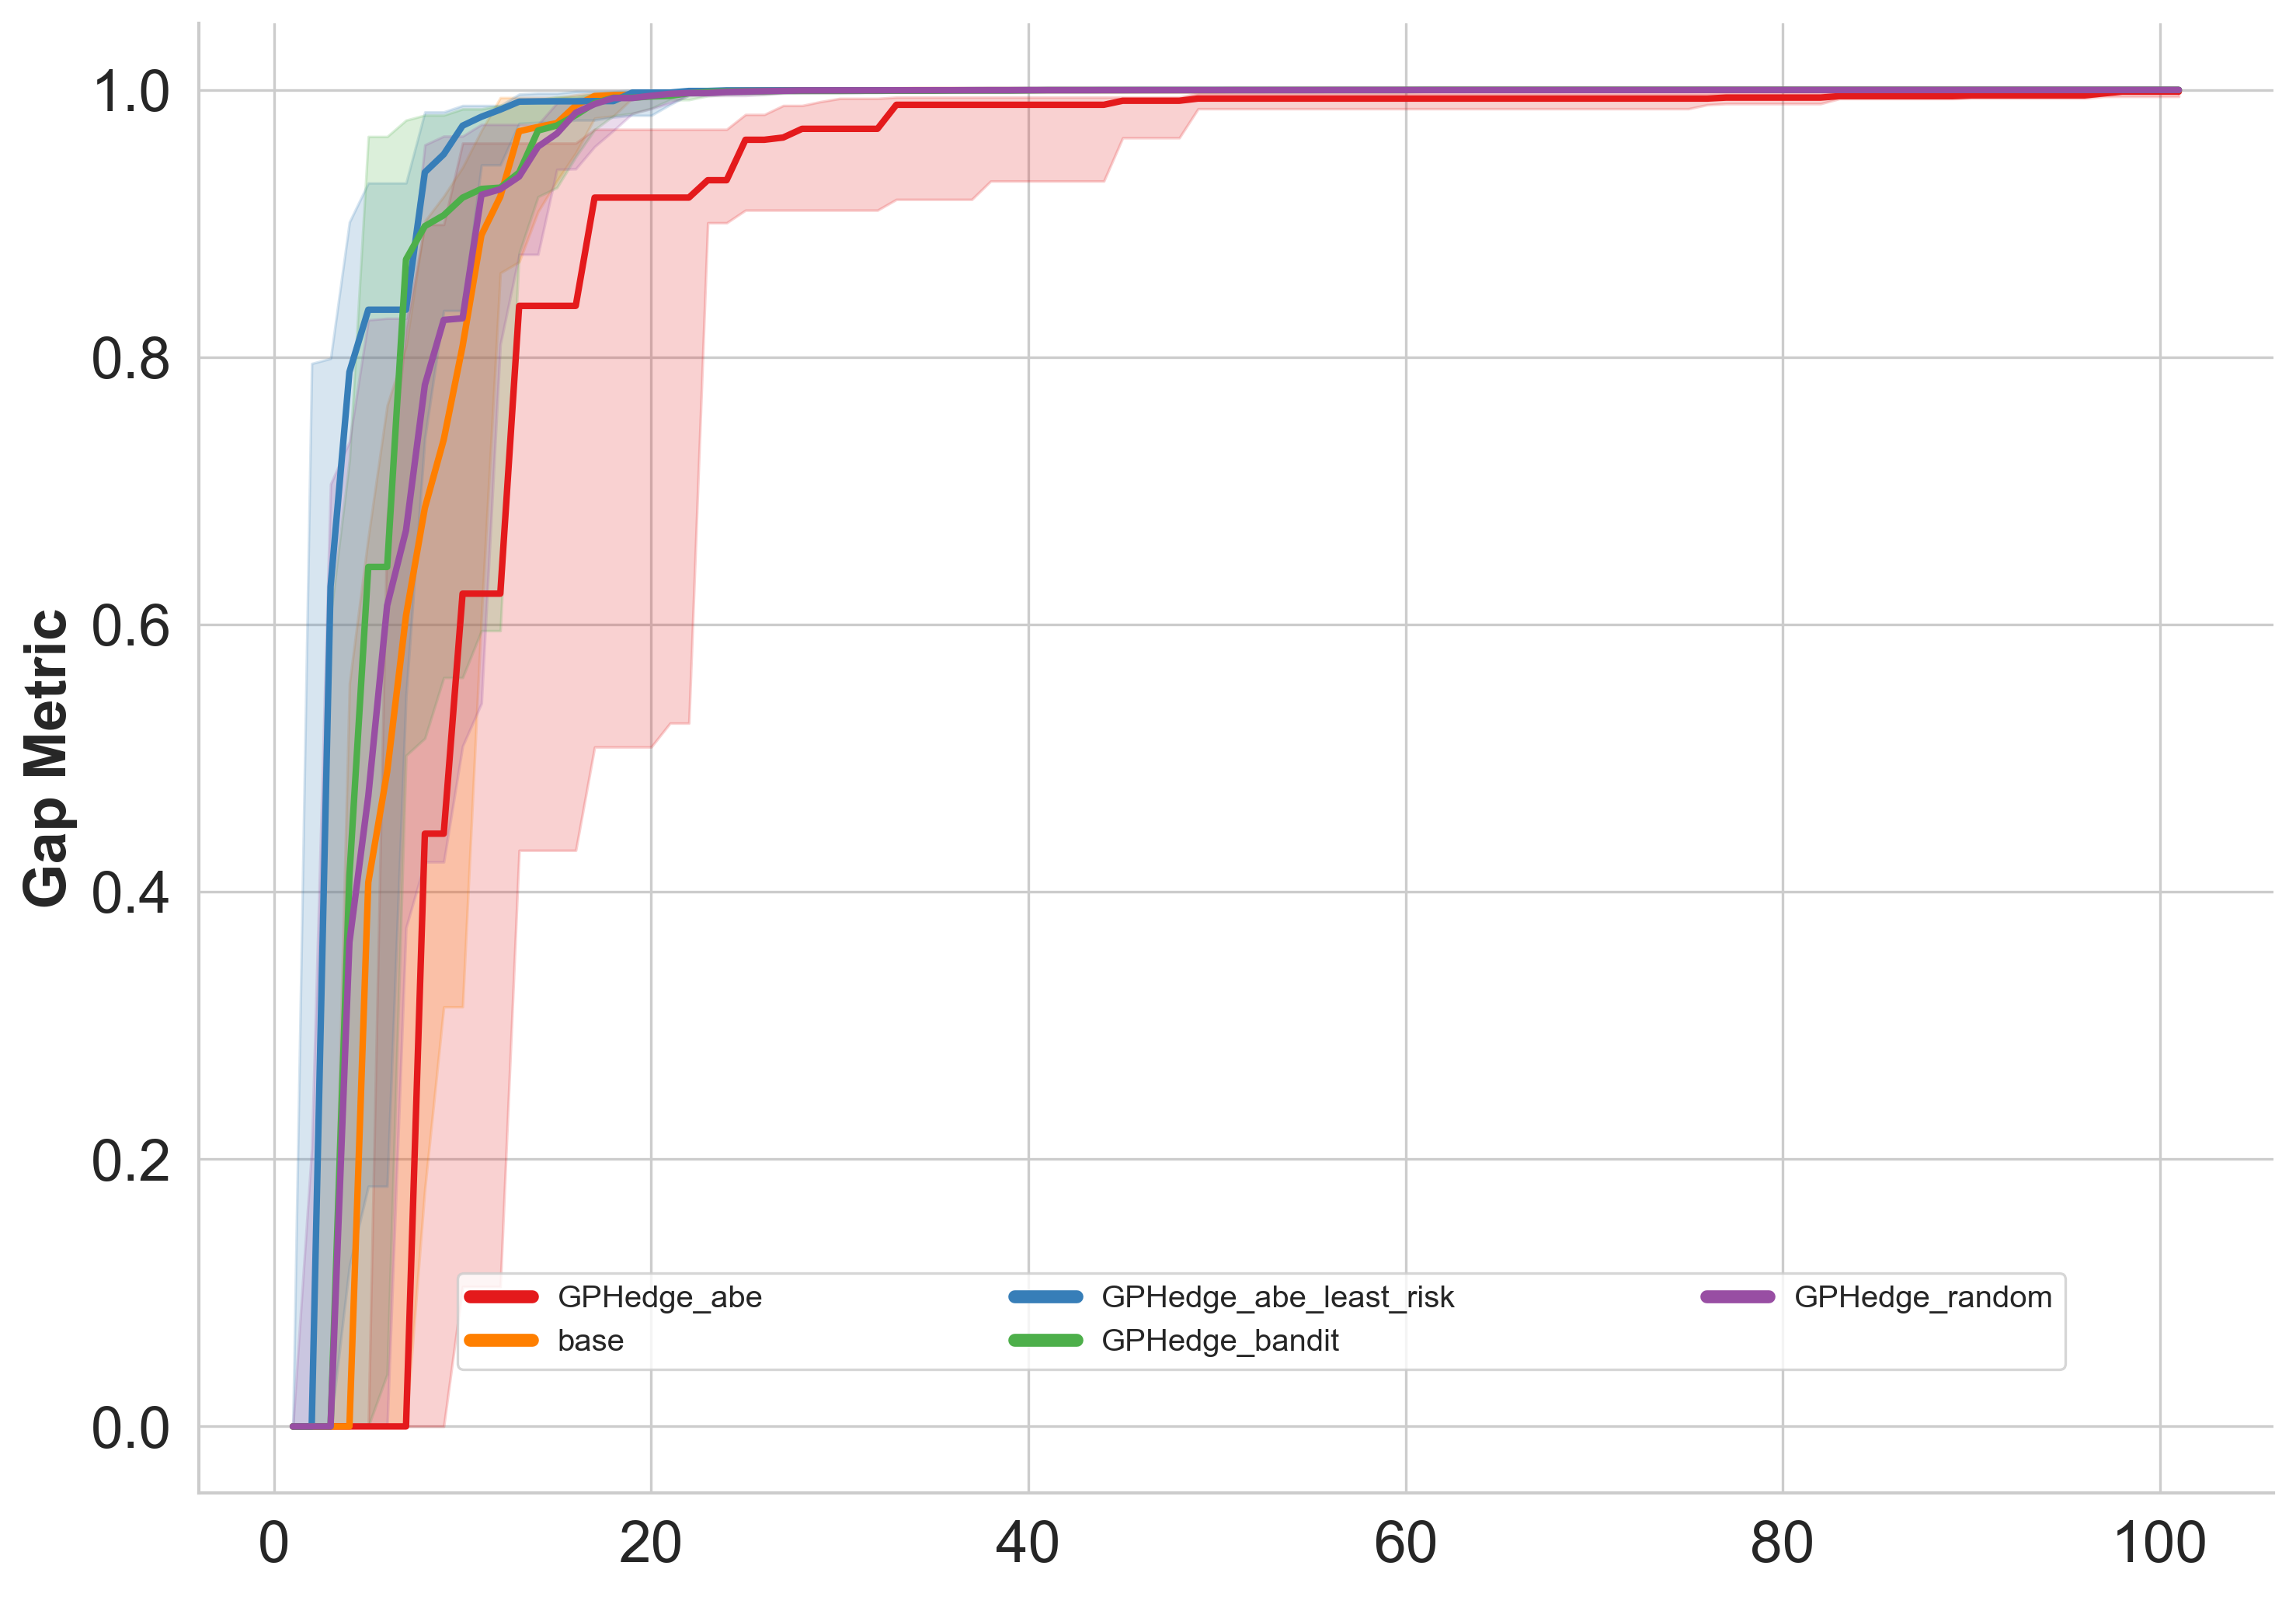 Gap Metric
1.0
0.8
0.6
0.4
0.2
0.0
GPHedge_abe
base
GPHedge_abe_least_risk
GPHedge_bandit
GPHedge_random
0 20 40 60 80 100